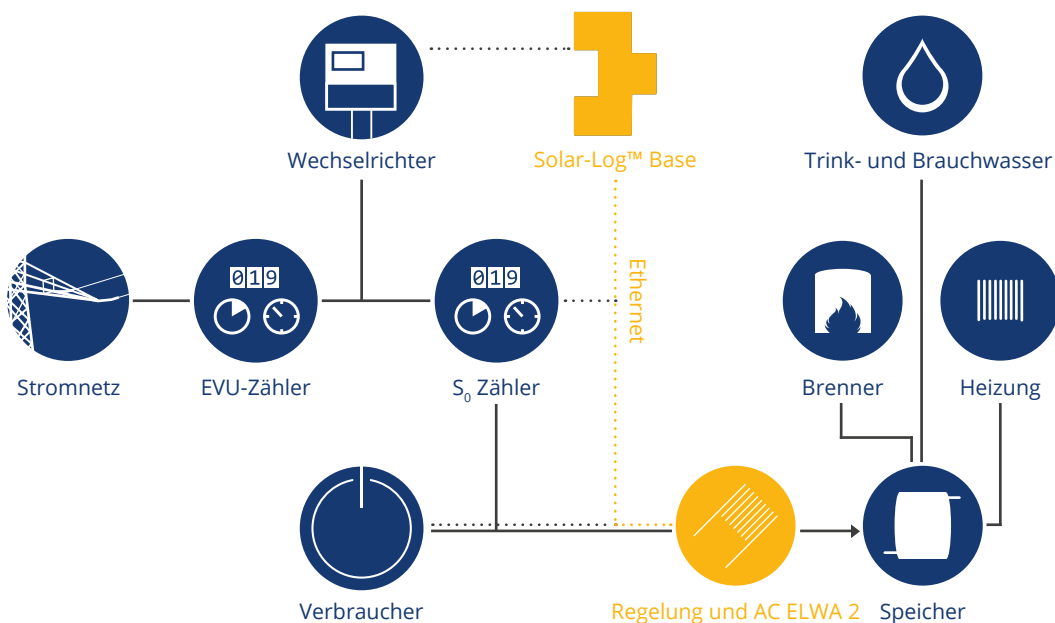 Wechselrichter
Solar-Log™ Base
Trink- und Brauchwasser
019
019
Ethernet
Stromnetz
EVU-Zähler
S₀ Zähler
Brenner
Heizung
Verbraucher
Regelung und AC ELWA 2
Speicher